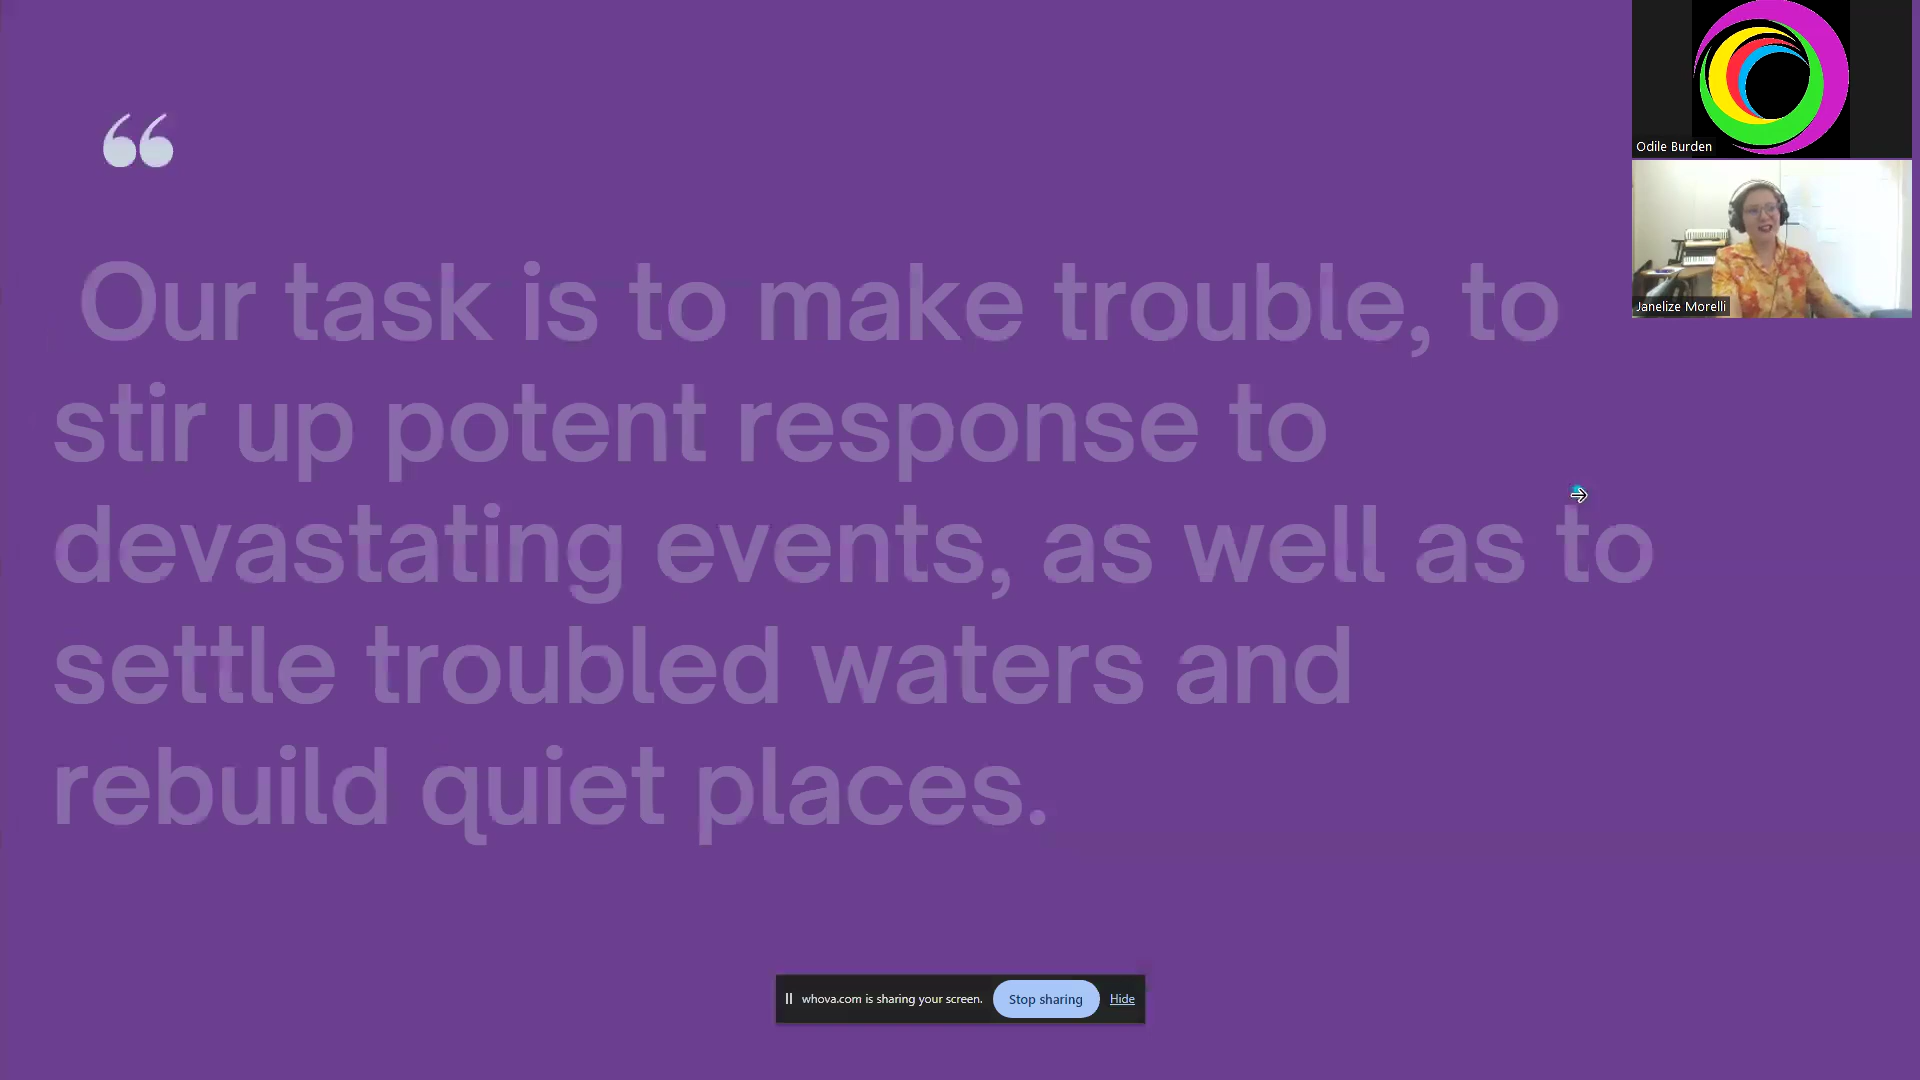 “
Our task is to make trouble, to
stir up potent response to
devastating events, as well as to
settle troubled waters and
rebuild quiet places.
Odile Burden
Janelize Morelli
whova.com is sharing your screen. Stop sharing Hide